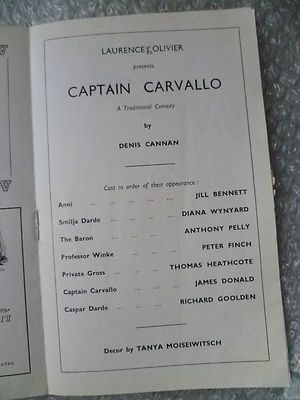 LAURENCE OLIVIER
presents
CAPTAIN CARVALLO
A Traditional Comedy
by
DENIS CANNAN
Cast in order of their appearance :
Anni ... ... ... ... ... JILL BENNETT
Smilja Darde ... ... ... ... DIANA WYNYARD
The Baron ... ... ... ... ANTHONY PELLY
Professor Winke ... ... ... PETER FINCH
Private Gross ... ... ... THOMAS HEATHCOTE
Captain Carvallo ... ... ... JAMES DONALD
Caspar Darde ... ... ... RICHARD GOOLDEN
Decor by TANYA MOISEIWITSCH